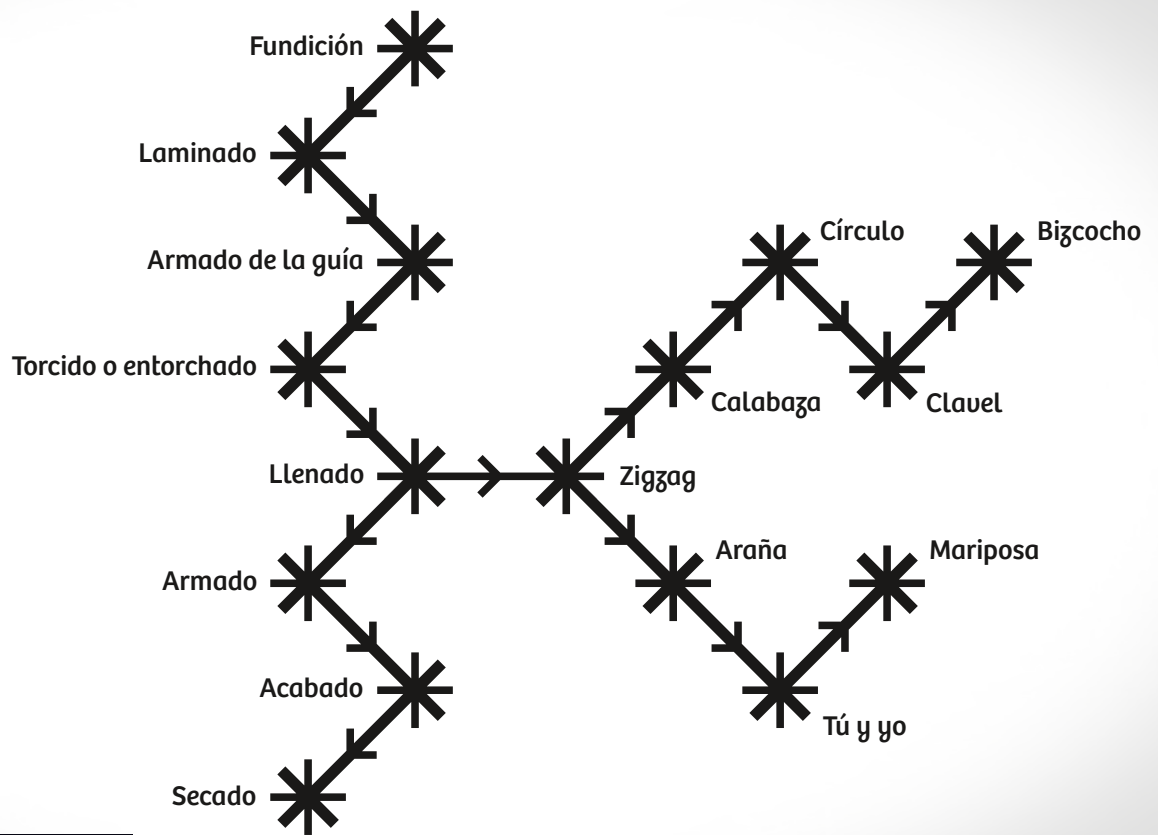 Fundición
Laminado
Armado de la guía
Torcido o entorchado
Llenado
Armado
Acabado
Secado
Zigzag
Calabaza
Círculo
Clavel
Bizcocho
Araña
Tú y yo
Mariposa